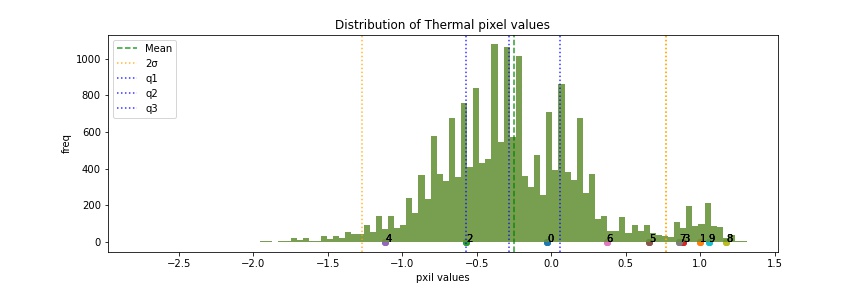 Distribution of Thermal pixel values
Mean
2σ
q1
q2
q3
freq
1000
800
600
400
200
0
4 2 0 6 5 7 3 1 9 8
−2.5 −2.0 −1.5 −1.0 −0.5 0.0 0.5 1.0 1.5
pxil values